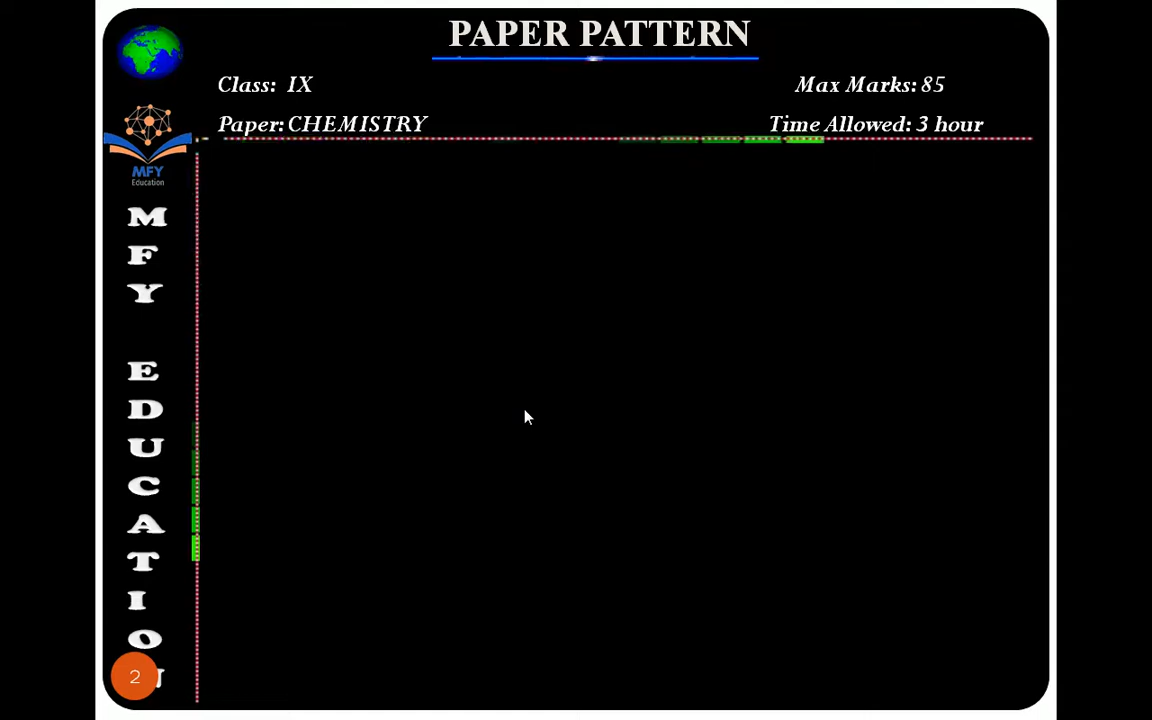 PAPER PATTERN
Class: IX
Max Marks: 85
Paper: CHEMISTRY
Time Allowed: 3 hour
MFY
Education
M
F
Y
E
D
U
C
A
T
I
O
2